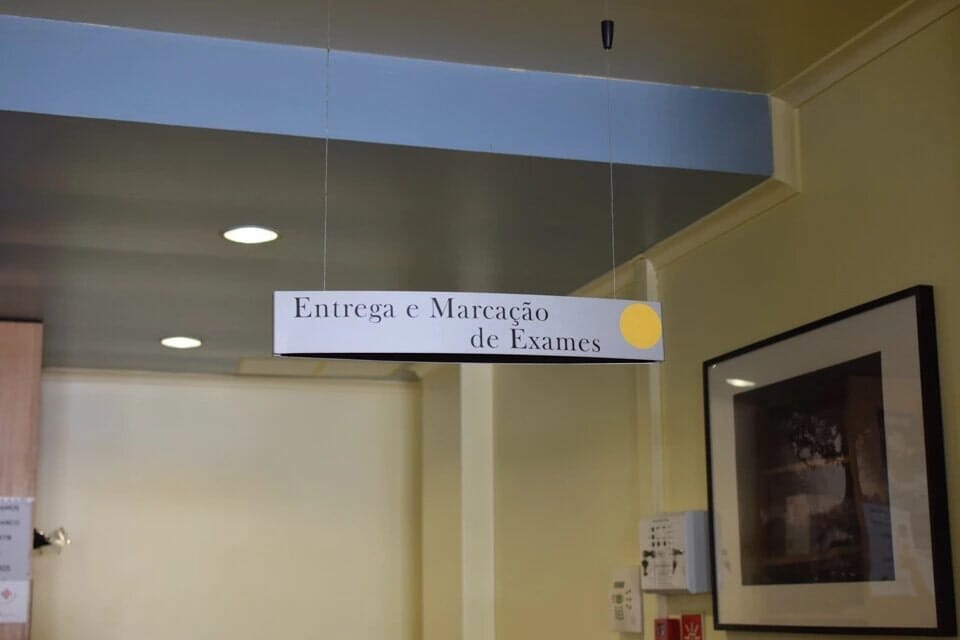 Entrega e Marcação
de Exames